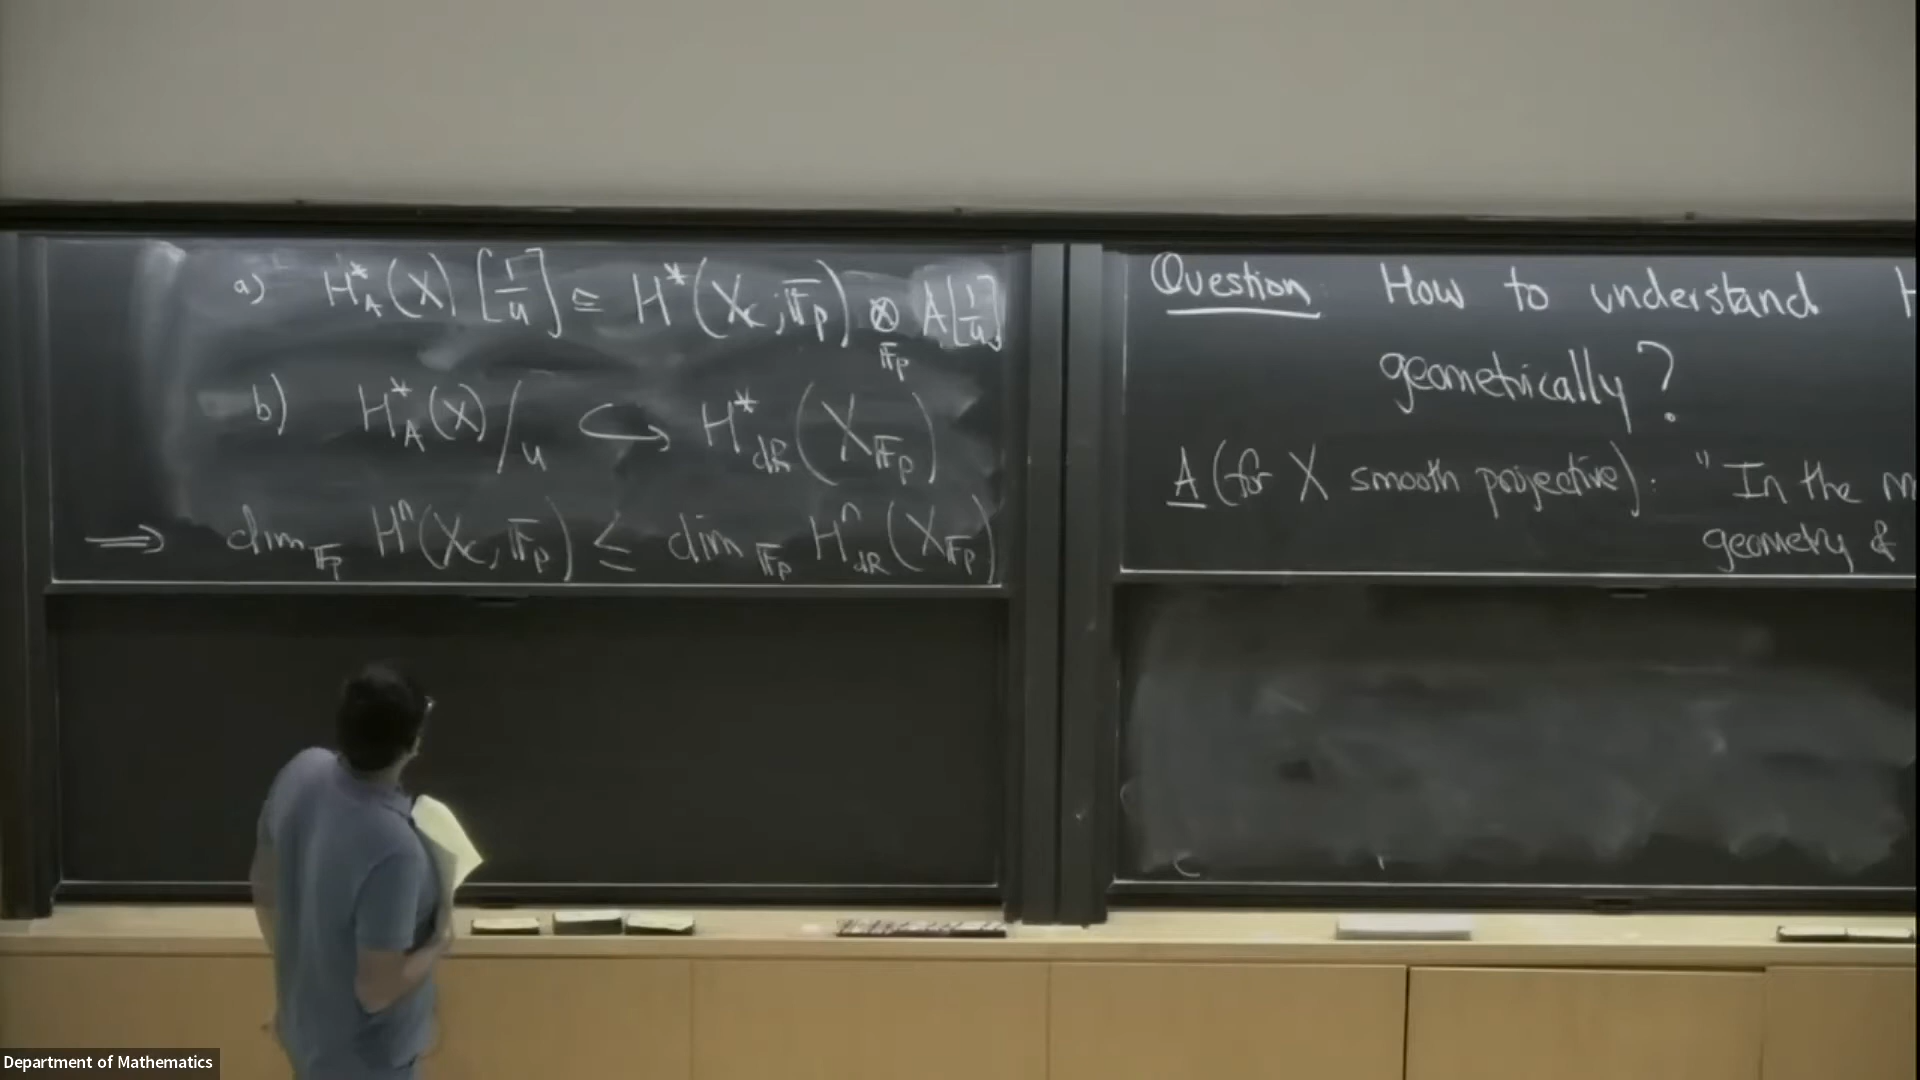 a) H*_A(X)[1/u] ≅ H*(X_C; F_p) ⊗_{F_p} A[1/u]
b) H*_A(X)/u ↪ H*_{dR}(X_{F_p})
⟹ dim_{F_p} H^n(X_C, F_p) ≤ dim_{F_p} H^n_{dR}(X_{F_p})
Question: How to understand H
geometrically?
A (for X smooth projective): "In the
geometry &
Department of Mathematics